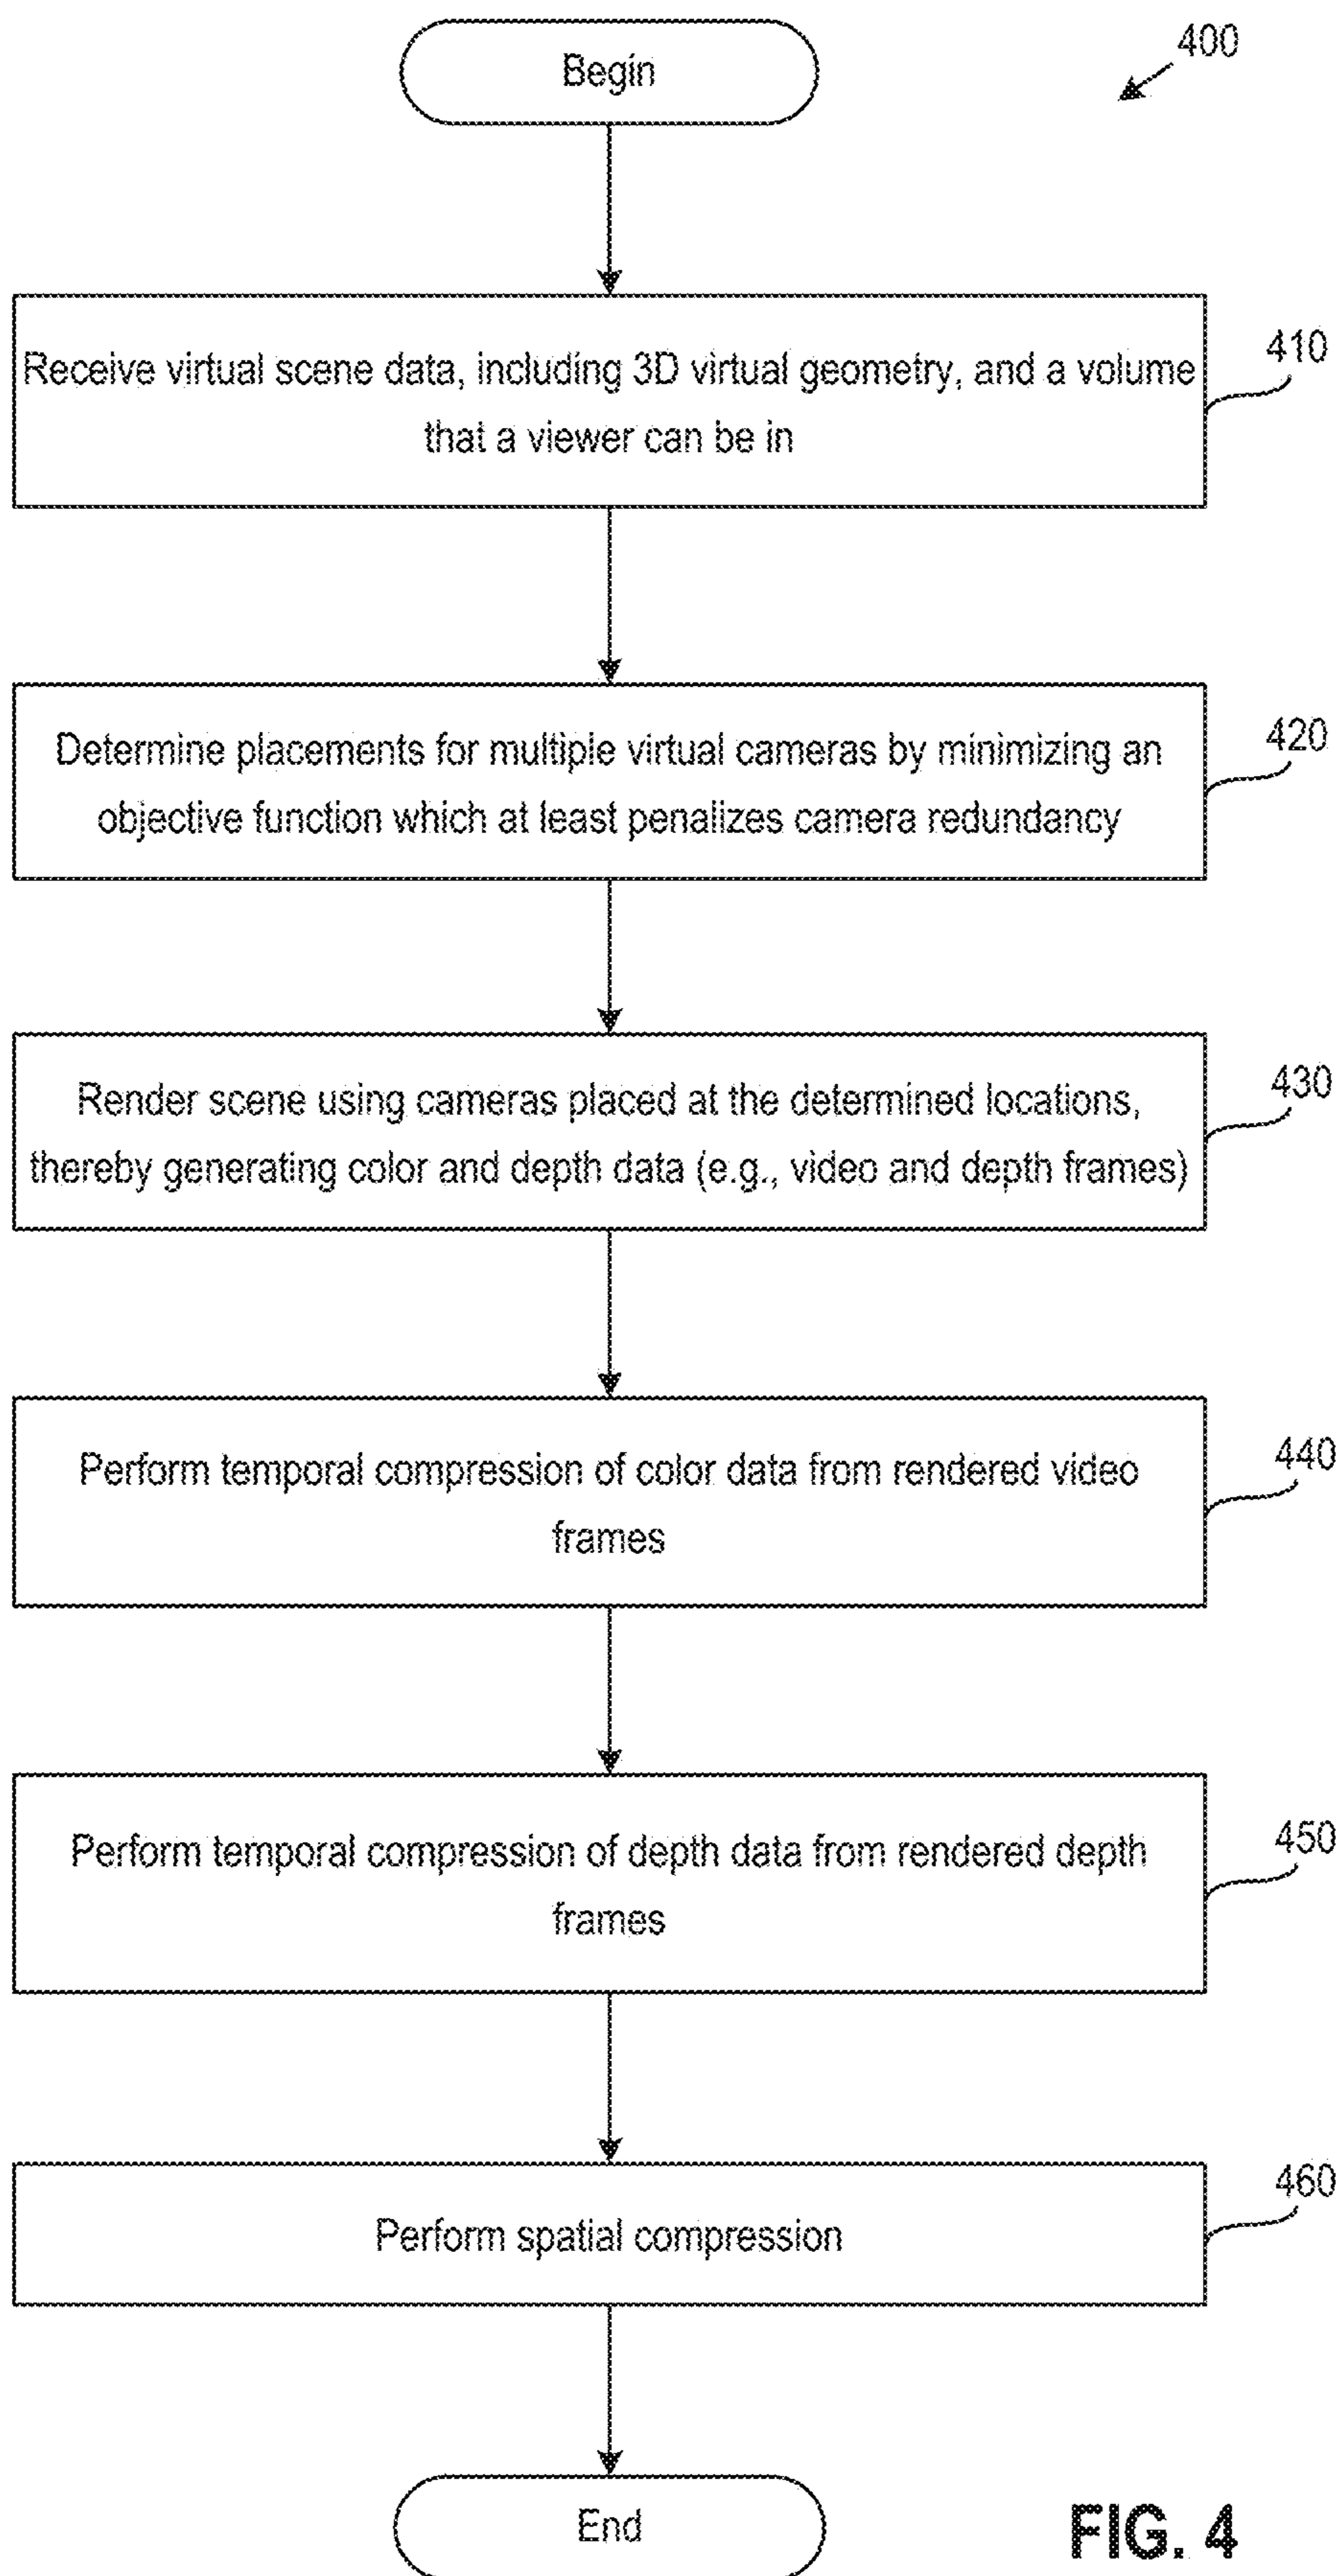 Begin
400
Receive virtual scene data, including 3D virtual geometry, and a volume
that a viewer can be in
410
Determine placements for multiple virtual cameras by minimizing an
objective function which at least penalizes camera redundancy
420
Render scene using cameras placed at the determined locations,
thereby generating color and depth data (e.g., video and depth frames)
430
Perform temporal compression of color data from rendered video
frames
440
Perform temporal compression of depth data from rendered depth
frames
450
Perform spatial compression
460
End
FIG. 4